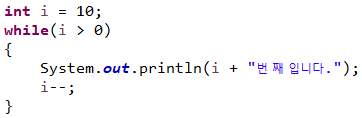 int i = 10;
while(i > 0)
{
    System.out.println(i + "번 째 입니다.");
    i--;
}